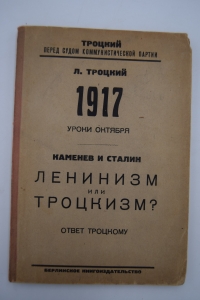 ТРОЦКИЙ
ПЕРЕД СУДОМ КОММУНИСТИЧЕСКОЙ ПАРТИИ
Л. ТРОЦКИЙ
1917
УРОКИ ОКТЯБРЯ
КАМЕНЕВ И СТАЛИН
ЛЕНИНИЗМ
ИЛИ
ТРОЦКИЗМ?
ОТВЕТ ТРОЦКОМУ
БЕРЛИНСКОЕ КНИГОИЗДАТЕЛЬСТВО